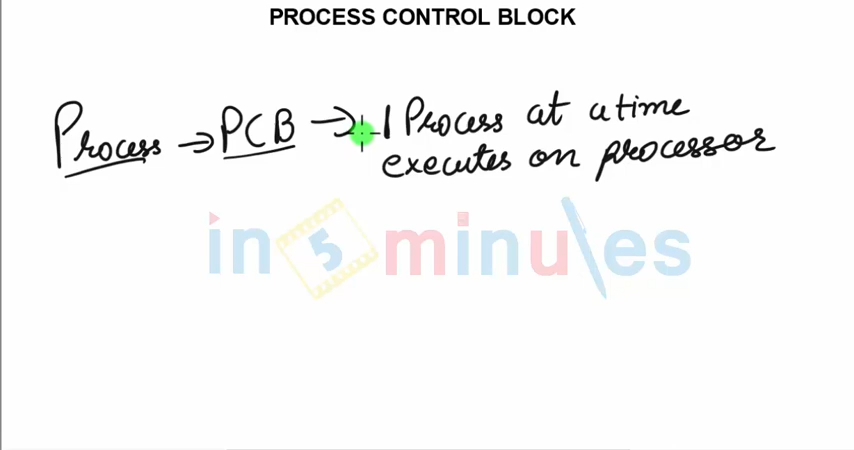 PROCESS CONTROL BLOCK
Process → PCB → 1 Process at a time
executes on processor
in 5 minutes